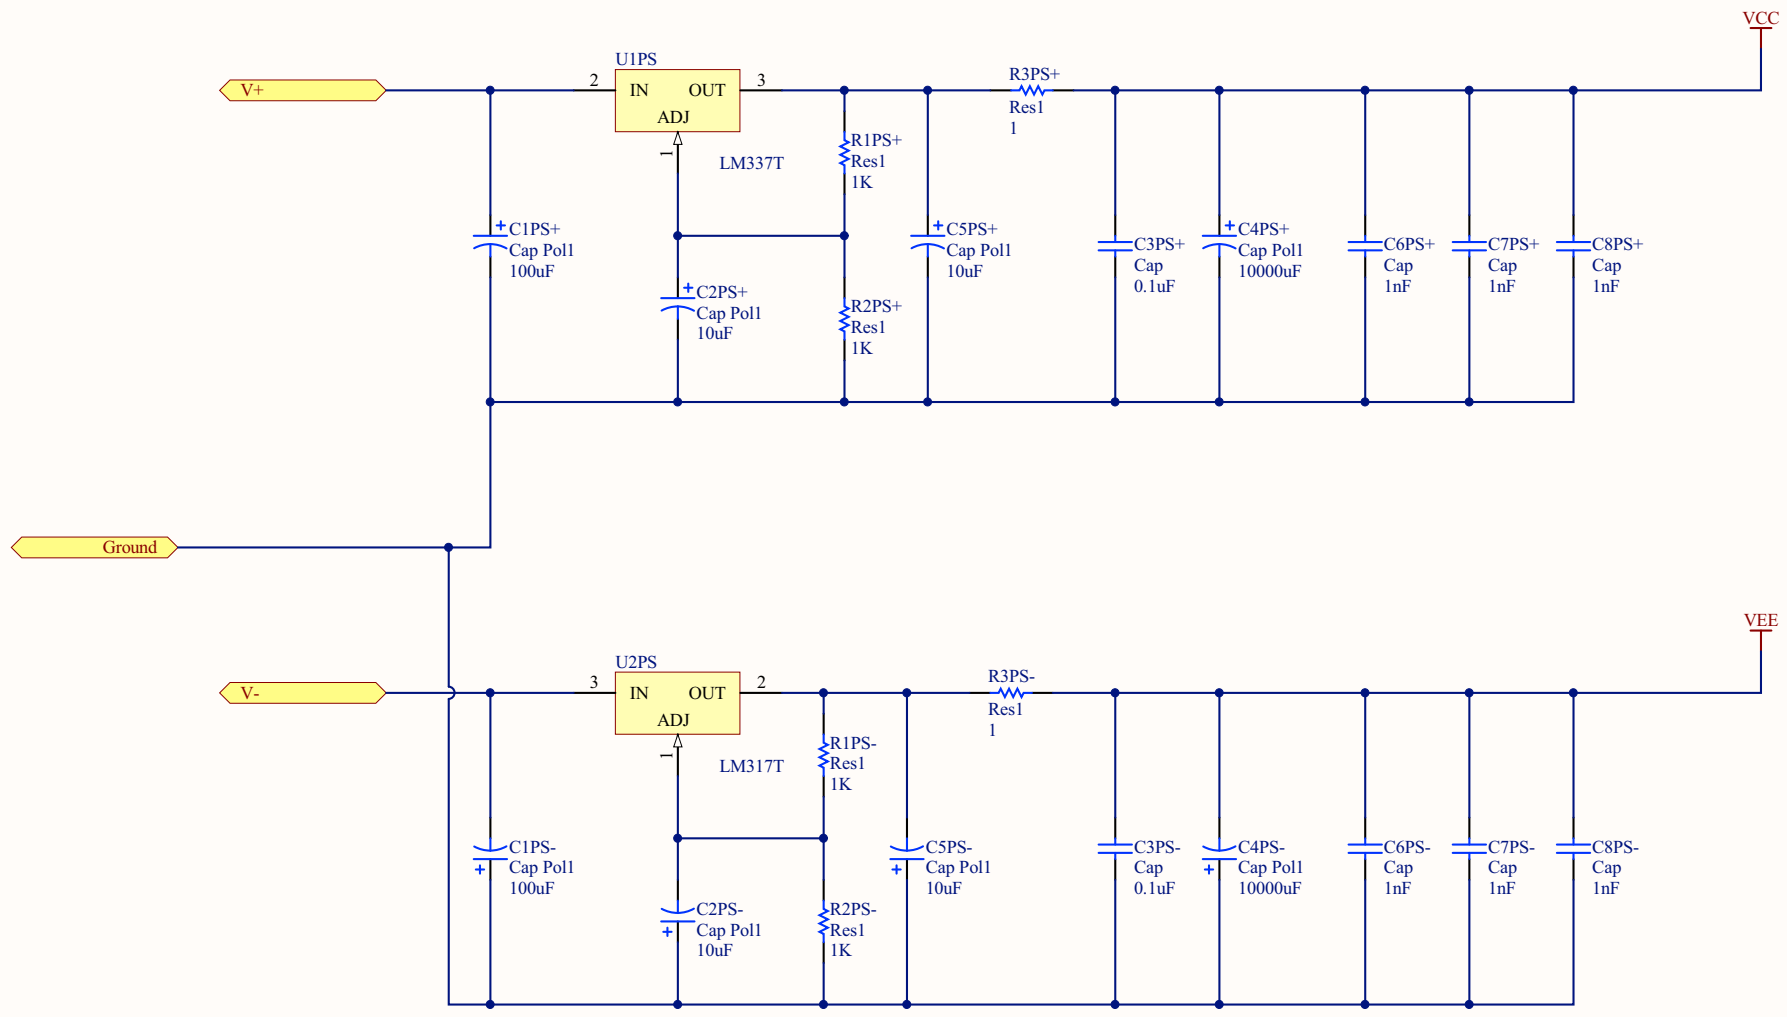 VCC
U1PS
V+
2
IN
OUT
3
ADJ
1
LM337T
R3PS+
Res1
1
R1PS+
Res1
1K
C1PS+
Cap Pol1
100uF
C2PS+
Cap Pol1
10uF
R2PS+
Res1
1K
C5PS+
Cap Pol1
10uF
C3PS+
Cap
0.1uF
C4PS+
Cap Pol1
10000uF
C6PS+
Cap
1nF
C7PS+
Cap
1nF
C8PS+
Cap
1nF
Ground
VEE
U2PS
V-
3
IN
OUT
2
ADJ
1
LM317T
R3PS-
Res1
1
R1PS-
Res1
1K
C1PS-
Cap Pol1
100uF
C2PS-
Cap Pol1
10uF
R2PS-
Res1
1K
C5PS-
Cap Pol1
10uF
C3PS-
Cap
0.1uF
C4PS-
Cap Pol1
10000uF
C6PS-
Cap
1nF
C7PS-
Cap
1nF
C8PS-
Cap
1nF